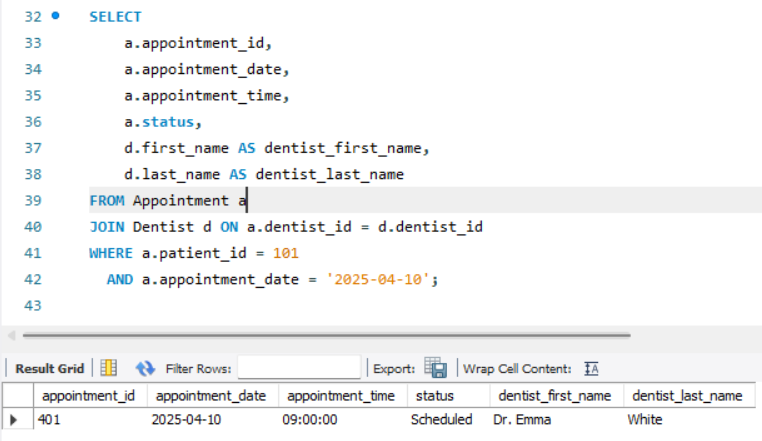 32 SELECT
33 a.appointment_id,
34 a.appointment_date,
35 a.appointment_time,
36 a.status,
37 d.first_name AS dentist_first_name,
38 d.last_name AS dentist_last_name
39 FROM Appointment a
40 JOIN Dentist d ON a.dentist_id = d.dentist_id
41 WHERE a.patient_id = 101
42 AND a.appointment_date = '2025-04-10';
43
Result Grid Filter Rows: Export: Wrap Cell Content: IA
appointment_id appointment_date appointment_time status dentist_first_name dentist_last_name
401 2025-04-10 09:00:00 Scheduled Dr. Emma White